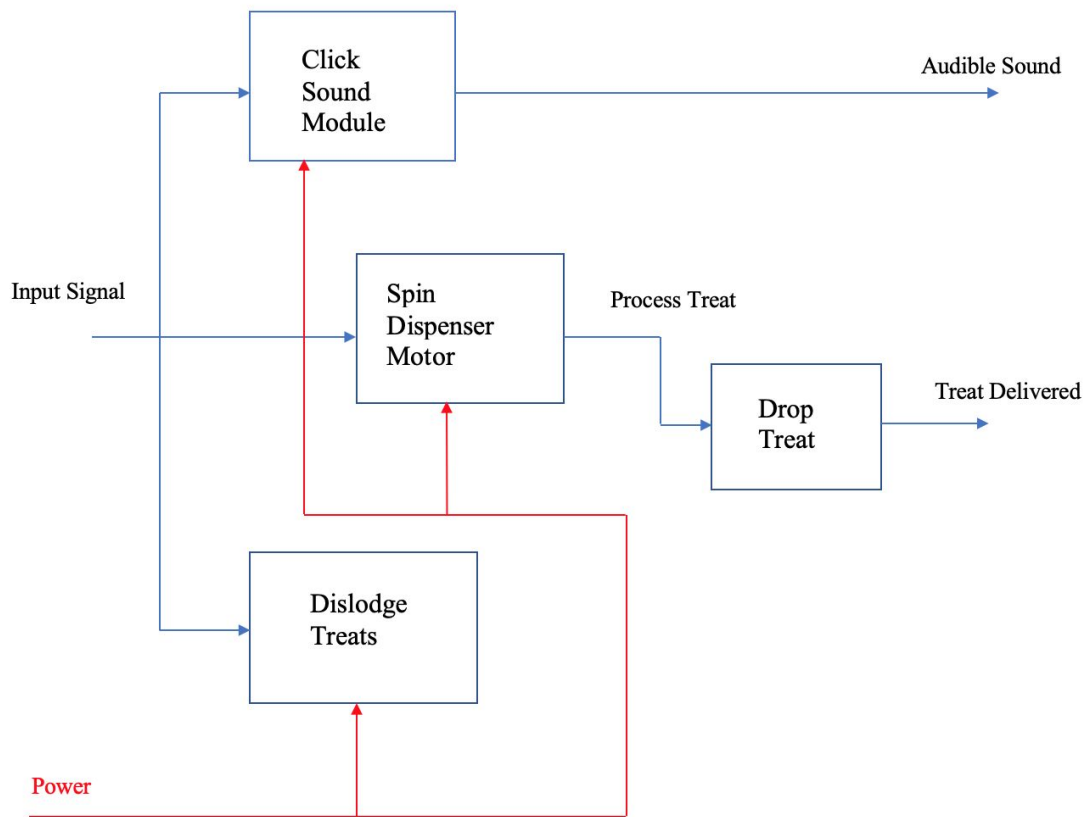 Click
Sound
Module
Audible Sound
Input Signal
Spin
Dispenser
Motor
Process Treat
Drop
Treat
Treat Delivered
Dislodge
Treats
Power